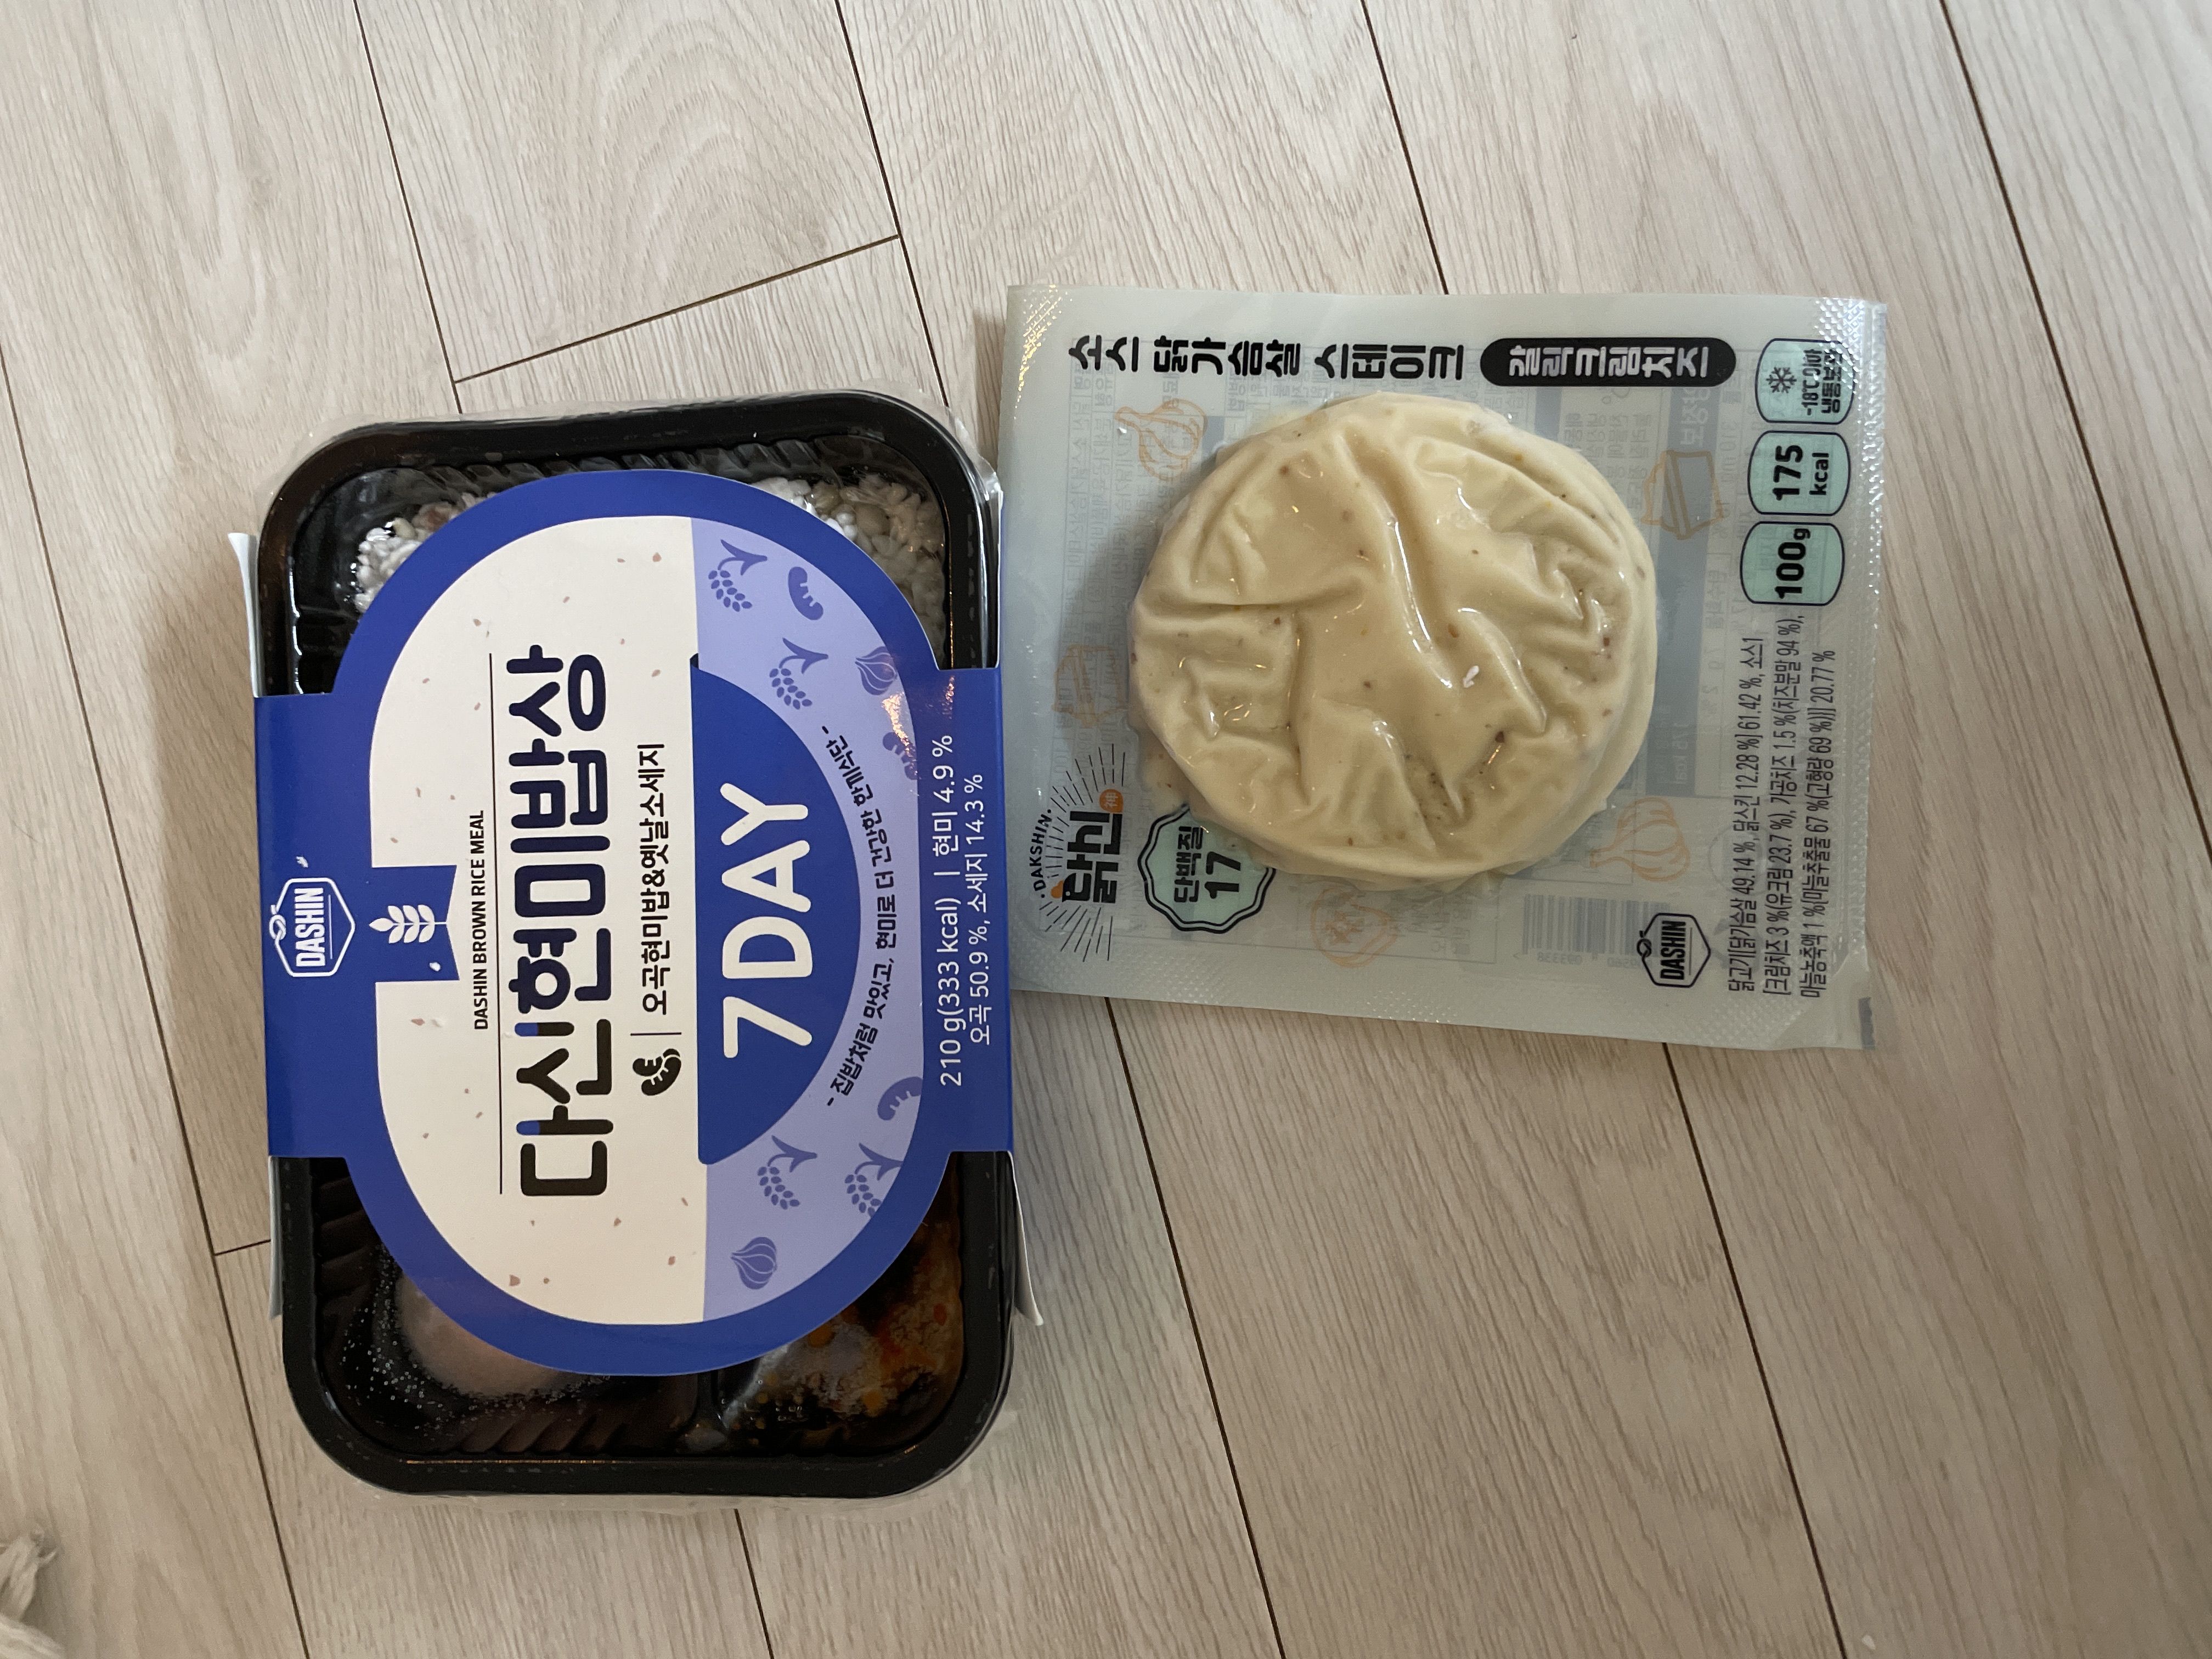 DASHIN
DASHIN BROWN RICE MEAL
다신현미밥상
오곡현미밥&옛날소세지
7DAY
- 집밥처럼 맛있고, 현미로 더 건강한 한끼식단 -
210 g(333 kcal) | 현미 4.9 %
오곡 50.9 %, 소세지 14.3 %
소스 닭가슴살 스테이크 갈릭크림치즈
·DAKSHIN·
닭신
神
단백질
17
-18℃이하
냉동보관
175
kcal
100g
DASHIN
닭고기[닭가슴살 49.14 %, 닭스킨 12.28 %] 61.42 %, 소스1
[크림치즈 3 %(유크림 23.7 %), 가공치즈 1.5 %(치즈분말 94 %),
마늘농축액 1 %(마늘추출물 67 %(고형량 69 %))] 20.77 %